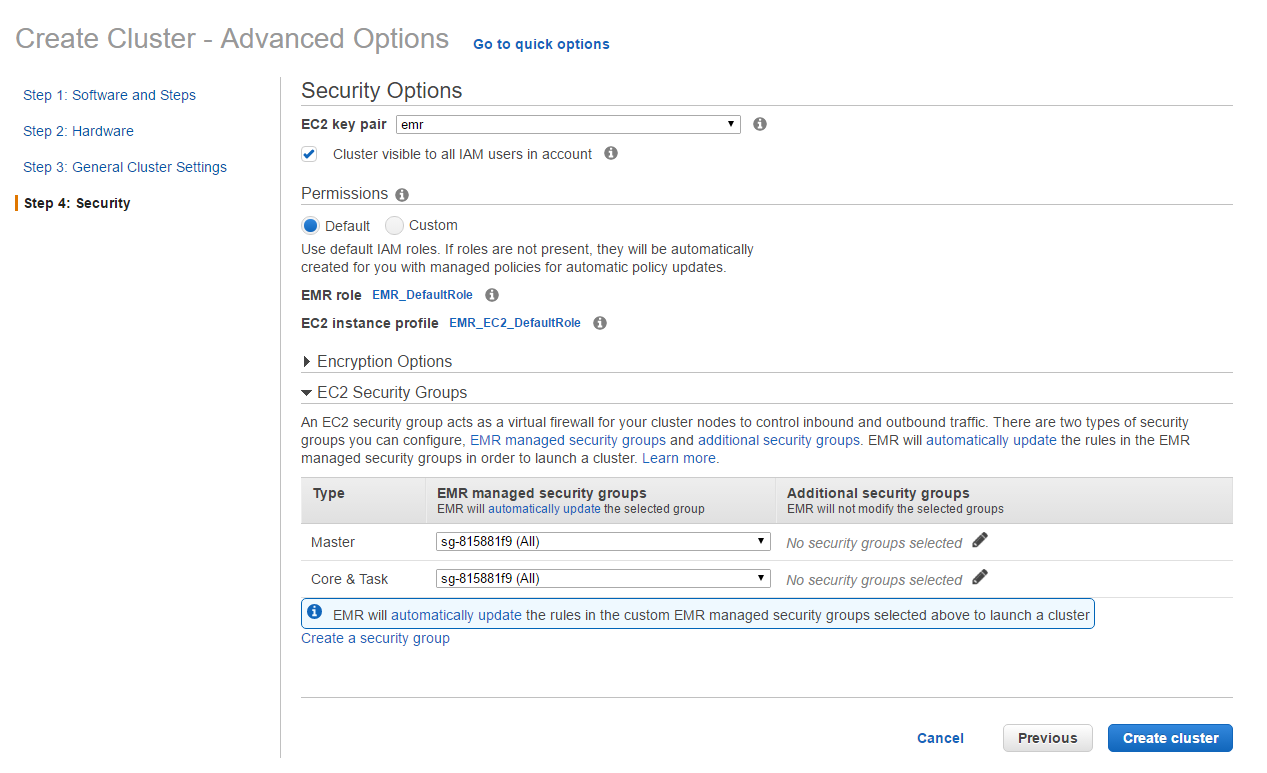 Create Cluster - Advanced Options Go to quick options
Step 1: Software and Steps
Step 2: Hardware
Step 3: General Cluster Settings
Step 4: Security
Security Options
EC2 key pair emr
Cluster visible to all IAM users in account
Permissions
Default Custom
Use default IAM roles. If roles are not present, they will be automatically
created for you with managed policies for automatic policy updates.
EMR role EMR_DefaultRole
EC2 instance profile EMR_EC2_DefaultRole
Encryption Options
EC2 Security Groups
An EC2 security group acts as a virtual firewall for your cluster nodes to control inbound and outbound traffic. There are two types of security
groups you can configure, EMR managed security groups and additional security groups. EMR will automatically update the rules in the EMR
managed security groups in order to launch a cluster. Learn more.
Type EMR managed security groups Additional security groups
EMR will automatically update the selected group EMR will not modify the selected groups
Master sg-815881f9 (All) No security groups selected
Core & Task sg-815881f9 (All) No security groups selected
EMR will automatically update the rules in the custom EMR managed security groups selected above to launch a cluster
Create a security group
Cancel Previous Create cluster